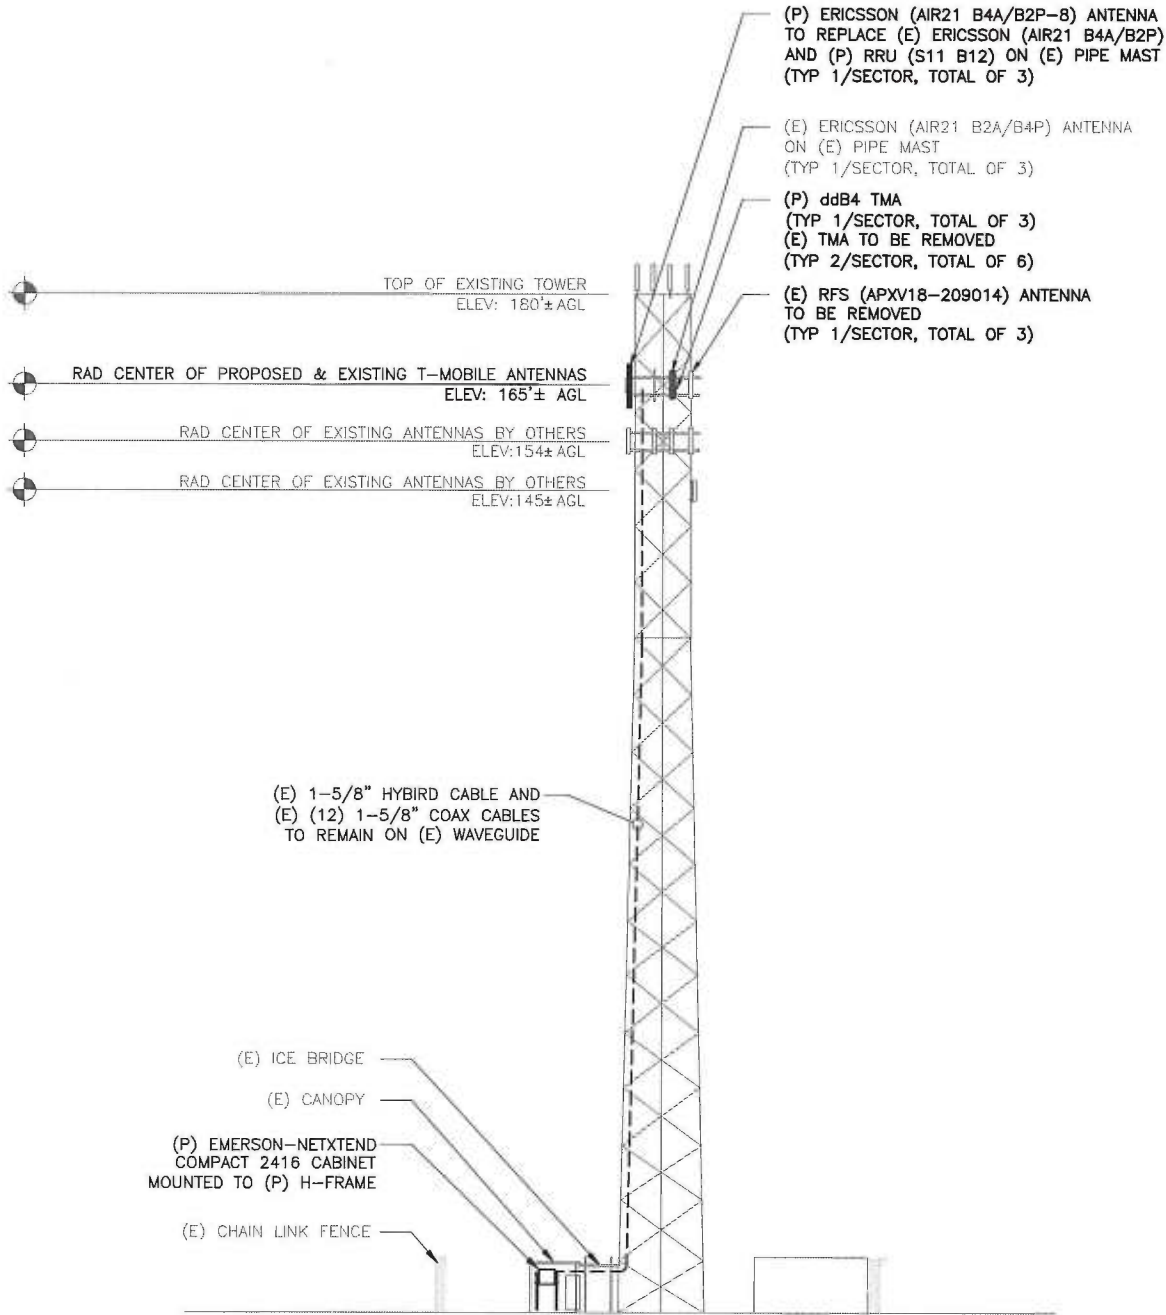 (P) ERICSSON (AIR21 B4A/B2P-8) ANTENNA
TO REPLACE (E) ERICSSON (AIR21 B4A/B2P)
AND (P) RRU (S11 B12) ON (E) PIPE MAST
(TYP 1/SECTOR, TOTAL OF 3)
(E) ERICSSON (AIR21 B2A/B4P) ANTENNA
ON (E) PIPE MAST
(TYP 1/SECTOR, TOTAL OF 3)
(P) ddB4 TMA
(TYP 1/SECTOR, TOTAL OF 3)
(E) TMA TO BE REMOVED
(TYP 2/SECTOR, TOTAL OF 6)
(E) RFS (APXV18-209014) ANTENNA
TO BE REMOVED
(TYP 1/SECTOR, TOTAL OF 3)
TOP OF EXISTING TOWER
ELEV: 180'± AGL
RAD CENTER OF PROPOSED & EXISTING T-MOBILE ANTENNAS
ELEV: 165'± AGL
RAD CENTER OF EXISTING ANTENNAS BY OTHERS
ELEV:154± AGL
RAD CENTER OF EXISTING ANTENNAS BY OTHERS
ELEV:145± AGL
(E) 1-5/8" HYBIRD CABLE AND
(E) (12) 1-5/8" COAX CABLES
TO REMAIN ON (E) WAVEGUIDE
(E) ICE BRIDGE
(E) CANOPY
(P) EMERSON-NETXTEND
COMPACT 2416 CABINET
MOUNTED TO (P) H-FRAME
(E) CHAIN LINK FENCE